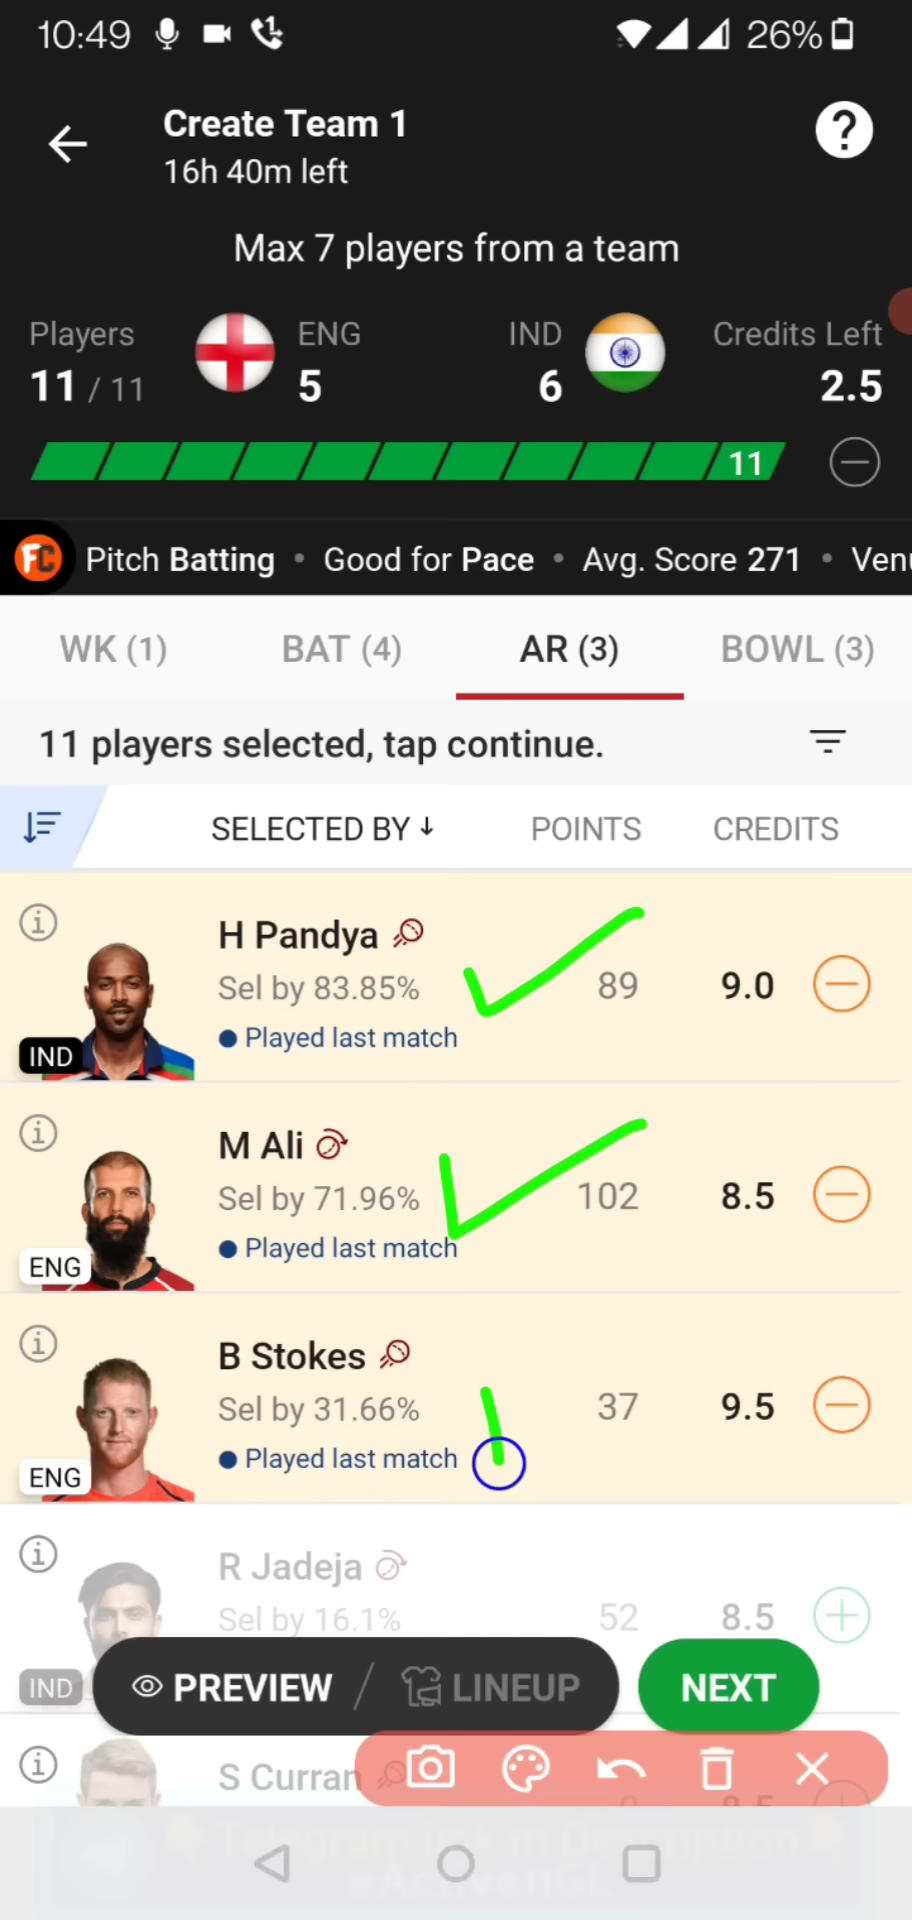 10:49 1 26%
Create Team 1
16h 40m left
?
Max 7 players from a team
Players ENG IND Credits Left
11 / 11 5 6 2.5
11
FC Pitch Batting • Good for Pace • Avg. Score 271 • Venu
WK (1) BAT (4) AR (3) BOWL (3)
11 players selected, tap continue.
SELECTED BY ↓ POINTS CREDITS
H Pandya
Sel by 83.85% 89 9.0
Played last match
IND
M Ali
Sel by 71.96% 102 8.5
Played last match
ENG
B Stokes
Sel by 31.66% 37 9.5
Played last match
ENG
R Jadeja
Sel by 16.1% 52 8.5
IND
PREVIEW / LINEUP NEXT
S Curran
8.5